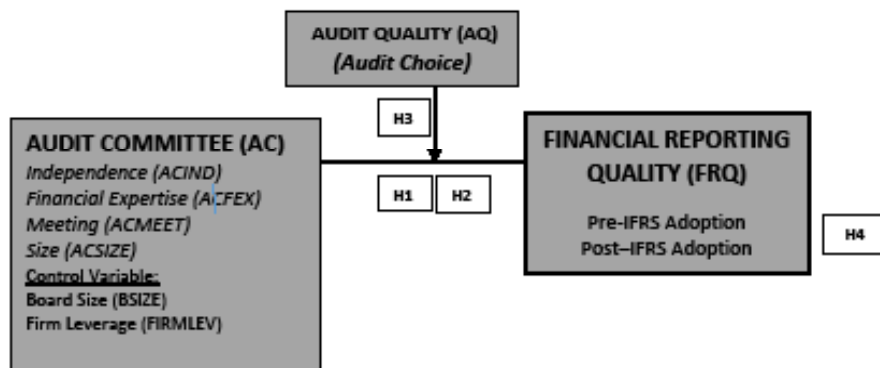 AUDIT QUALITY (AQ)
(Audit Choice)
H3
AUDIT COMMITTEE (AC)
Independence (ACIND)
Financial Expertise (ACFEX)
Meeting (ACMEET)
Size (ACSIZE)
Control Variable:
Board Size (BSIZE)
Firm Leverage (FIRMLEV)
H1
H2
FINANCIAL REPORTING
QUALITY (FRQ)
Pre-IFRS Adoption
Post–IFRS Adoption
H4